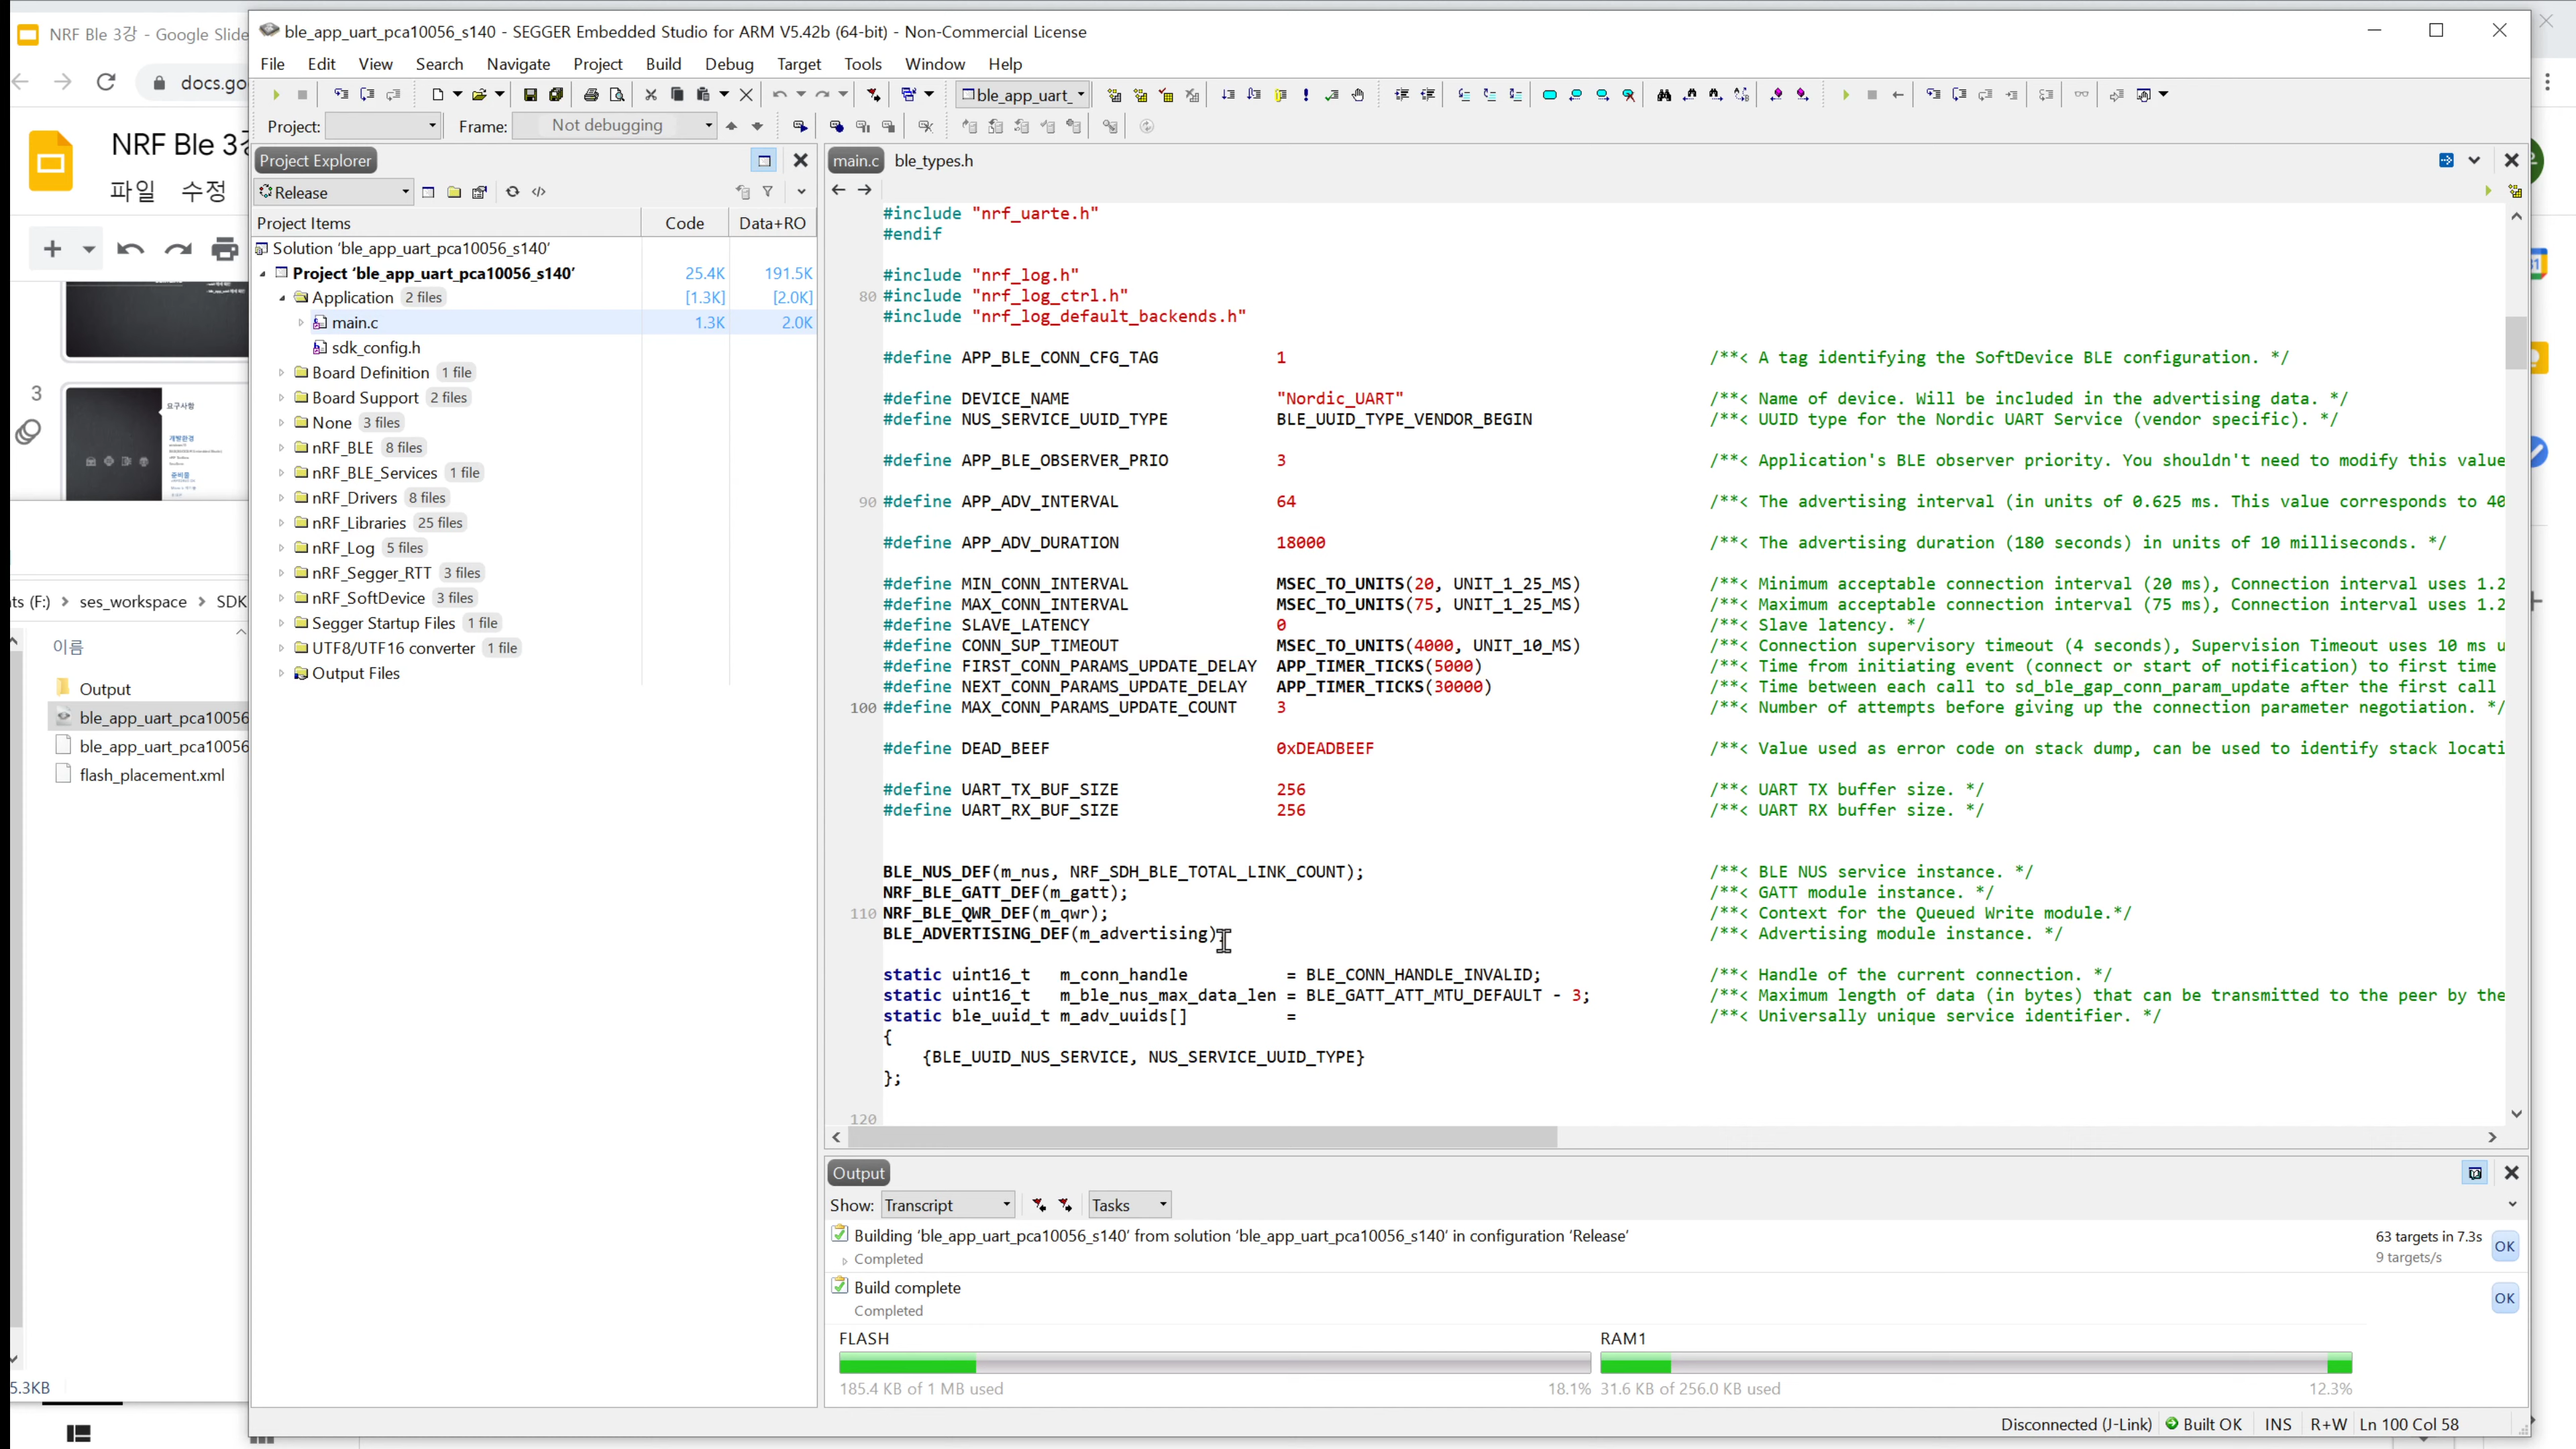 NRF Ble 3강 - Google Slide
docs.go
NRF Ble 3강
파일 수정
3
요구사항
개발환경
준비물
ts (F:) > ses_workspace > SDK
이름
Output
ble_app_uart_pca10056
ble_app_uart_pca10056
flash_placement.xml
5.3KB
ble_app_uart_pca10056_s140 - SEGGER Embedded Studio for ARM V5.42b (64-bit) - Non-Commercial License
File Edit View Search Navigate Project Build Debug Target Tools Window Help
ble_app_uart_
Project: Frame: Not debugging
Project Explorer
Release
Project Items Code Data+RO
Solution 'ble_app_uart_pca10056_s140'
Project 'ble_app_uart_pca10056_s140' 25.4K 191.5K
Application 2 files [1.3K] [2.0K]
main.c 1.3K 2.0K
sdk_config.h
Board Definition 1 file
Board Support 2 files
None 3 files
nRF_BLE 8 files
nRF_BLE_Services 1 file
nRF_Drivers 8 files
nRF_Libraries 25 files
nRF_Log 5 files
nRF_Segger_RTT 3 files
nRF_SoftDevice 3 files
Segger Startup Files 1 file
UTF8/UTF16 converter 1 file
Output Files
main.c ble_types.h
#include "nrf_uarte.h"
#endif
#include "nrf_log.h"
80 #include "nrf_log_ctrl.h"
#include "nrf_log_default_backends.h"
#define APP_BLE_CONN_CFG_TAG 1 /**< A tag identifying the SoftDevice BLE configuration. */
#define DEVICE_NAME "Nordic_UART" /**< Name of device. Will be included in the advertising data. */
#define NUS_SERVICE_UUID_TYPE BLE_UUID_TYPE_VENDOR_BEGIN /**< UUID type for the Nordic UART Service (vendor specific). */
#define APP_BLE_OBSERVER_PRIO 3 /**< Application's BLE observer priority. You shouldn't need to modify this value
90 #define APP_ADV_INTERVAL 64 /**< The advertising interval (in units of 0.625 ms. This value corresponds to 40
#define APP_ADV_DURATION 18000 /**< The advertising duration (180 seconds) in units of 10 milliseconds. */
#define MIN_CONN_INTERVAL MSEC_TO_UNITS(20, UNIT_1_25_MS) /**< Minimum acceptable connection interval (20 ms), Connection interval uses 1.2
#define MAX_CONN_INTERVAL MSEC_TO_UNITS(75, UNIT_1_25_MS) /**< Maximum acceptable connection interval (75 ms), Connection interval uses 1.2
#define SLAVE_LATENCY 0 /**< Slave latency. */
#define CONN_SUP_TIMEOUT MSEC_TO_UNITS(4000, UNIT_10_MS) /**< Connection supervisory timeout (4 seconds), Supervision Timeout uses 10 ms u
#define FIRST_CONN_PARAMS_UPDATE_DELAY APP_TIMER_TICKS(5000) /**< Time from initiating event (connect or start of notification) to first time
#define NEXT_CONN_PARAMS_UPDATE_DELAY APP_TIMER_TICKS(30000) /**< Time between each call to sd_ble_gap_conn_param_update after the first call
100 #define MAX_CONN_PARAMS_UPDATE_COUNT 3 /**< Number of attempts before giving up the connection parameter negotiation. */
#define DEAD_BEEF 0xDEADBEEF /**< Value used as error code on stack dump, can be used to identify stack locati
#define UART_TX_BUF_SIZE 256 /**< UART TX buffer size. */
#define UART_RX_BUF_SIZE 256 /**< UART RX buffer size. */
BLE_NUS_DEF(m_nus, NRF_SDH_BLE_TOTAL_LINK_COUNT); /**< BLE NUS service instance. */
NRF_BLE_GATT_DEF(m_gatt); /**< GATT module instance. */
110 NRF_BLE_QWR_DEF(m_qwr); /**< Context for the Queued Write module.*/
BLE_ADVERTISING_DEF(m_advertising) /**< Advertising module instance. */
static uint16_t m_conn_handle = BLE_CONN_HANDLE_INVALID; /**< Handle of the current connection. */
static uint16_t m_ble_nus_max_data_len = BLE_GATT_ATT_MTU_DEFAULT - 3; /**< Maximum length of data (in bytes) that can be transmitted to the peer by the
static ble_uuid_t m_adv_uuids[] = /**< Universally unique service identifier. */
{
{BLE_UUID_NUS_SERVICE, NUS_SERVICE_UUID_TYPE}
};
120
Output
Show: Transcript Tasks
Building 'ble_app_uart_pca10056_s140' from solution 'ble_app_uart_pca10056_s140' in configuration 'Release' 63 targets in 7.3s OK
Completed 9 targets/s
Build complete OK
Completed
FLASH RAM1
185.4 KB of 1 MB used 18.1% 31.6 KB of 256.0 KB used 12.3%
Disconnected (J-Link) Built OK INS R+W Ln 100 Col 58